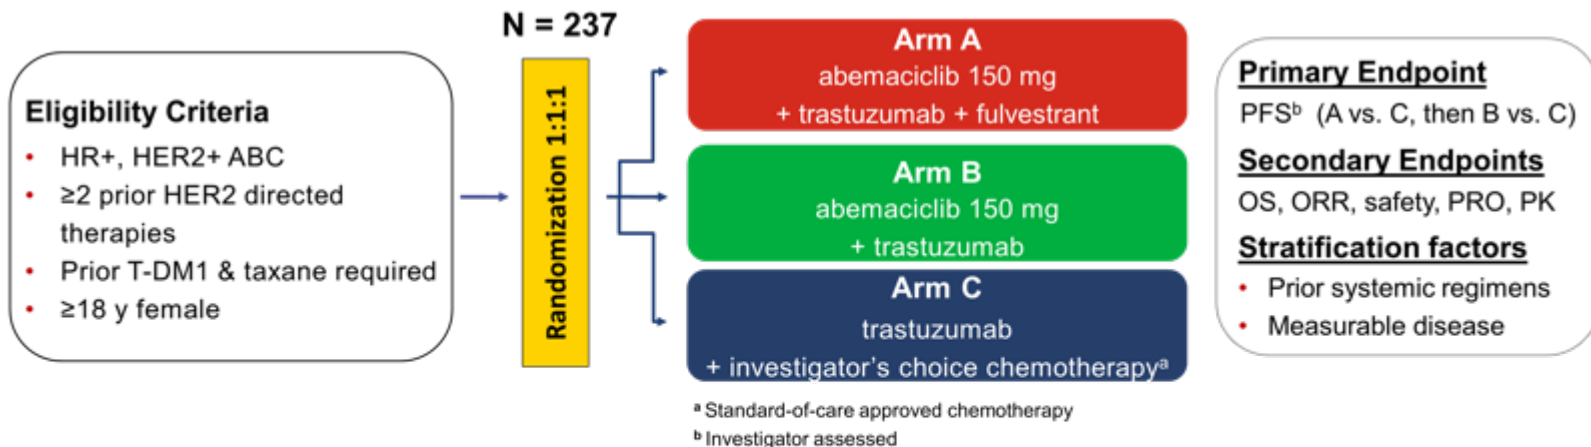 N = 237
Eligibility Criteria
• HR+, HER2+ ABC
• ≥2 prior HER2 directed
therapies
• Prior T-DM1 & taxane required
• ≥18 y female
Randomization 1:1:1
Arm A
abemaciclib 150 mg
+ trastuzumab + fulvestrant
Arm B
abemaciclib 150 mg
+ trastuzumab
Arm C
trastuzumab
+ investigator's choice chemotherapyᵃ
ᵃ Standard-of-care approved chemotherapy
ᵇ Investigator assessed
Primary Endpoint
PFSᵇ (A vs. C, then B vs. C)
Secondary Endpoints
OS, ORR, safety, PRO, PK
Stratification factors
• Prior systemic regimens
• Measurable disease